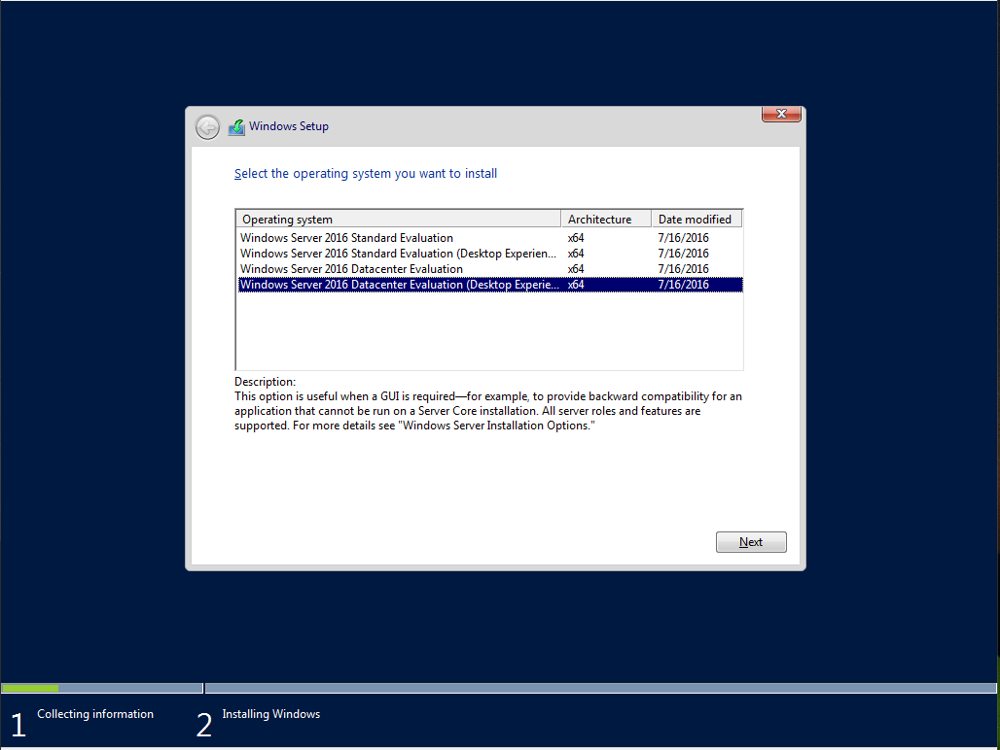 Windows Setup
Select the operating system you want to install
Operating system Architecture Date modified
Windows Server 2016 Standard Evaluation x64 7/16/2016
Windows Server 2016 Standard Evaluation (Desktop Experien... x64 7/16/2016
Windows Server 2016 Datacenter Evaluation x64 7/16/2016
Windows Server 2016 Datacenter Evaluation (Desktop Experie... x64 7/16/2016
Description:
This option is useful when a GUI is required—for example, to provide backward compatibility for an
application that cannot be run on a Server Core installation. All server roles and features are
supported. For more details see "Windows Server Installation Options."
Next
1 Collecting information 2 Installing Windows